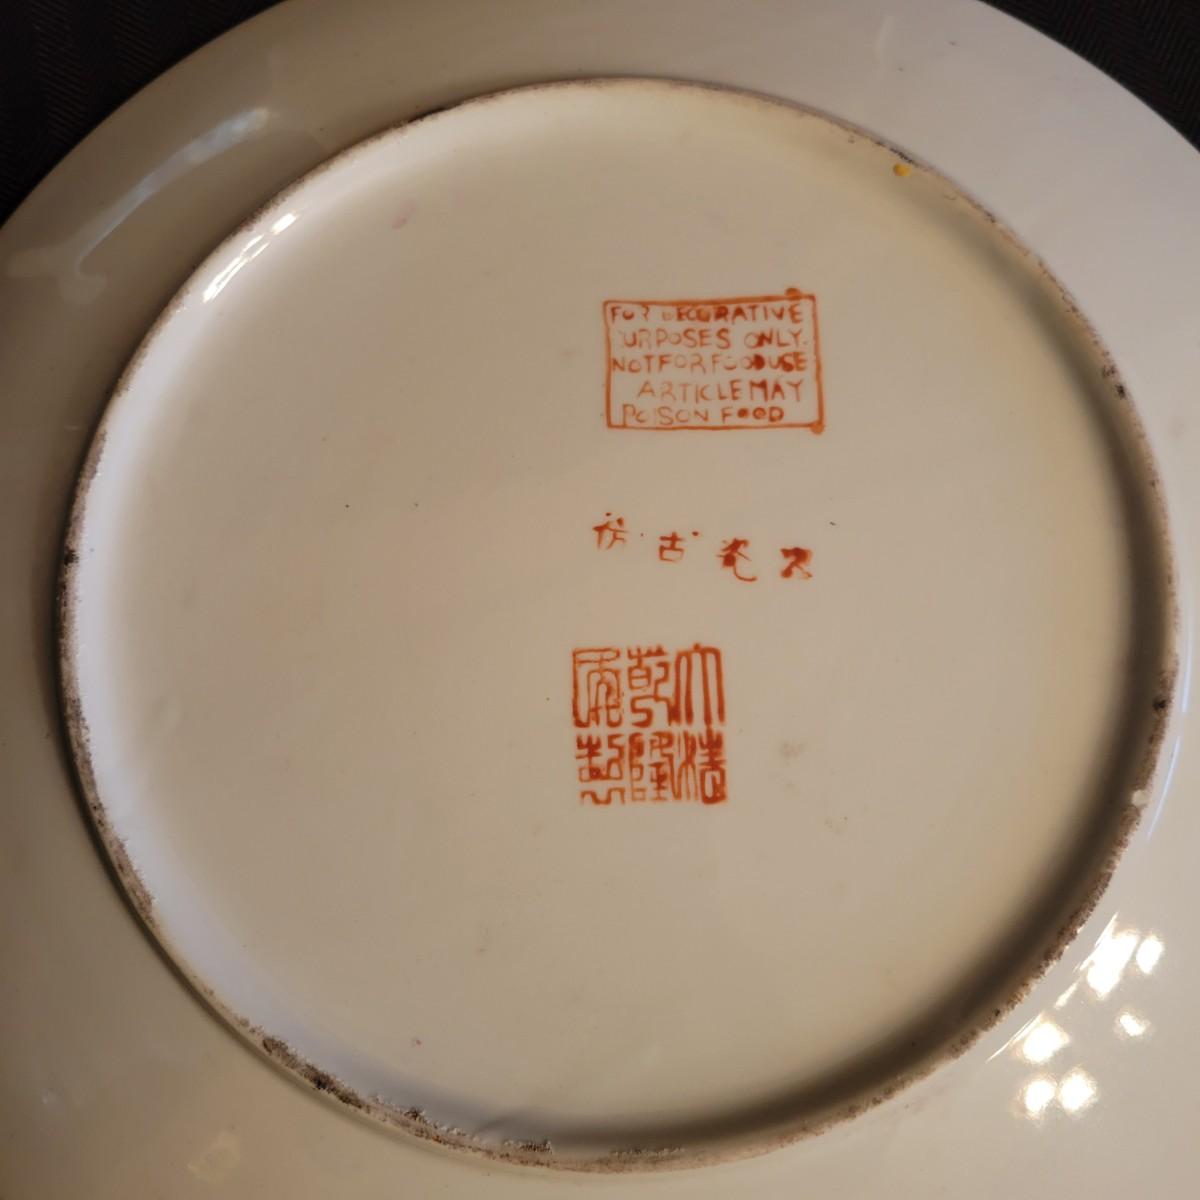 FOR DECORATIVE
PURPOSES ONLY.
NOT FOR FOOD USE
ARTICLE MAY
POISON FOOD
仿古瓷
大清
乾隆
年製